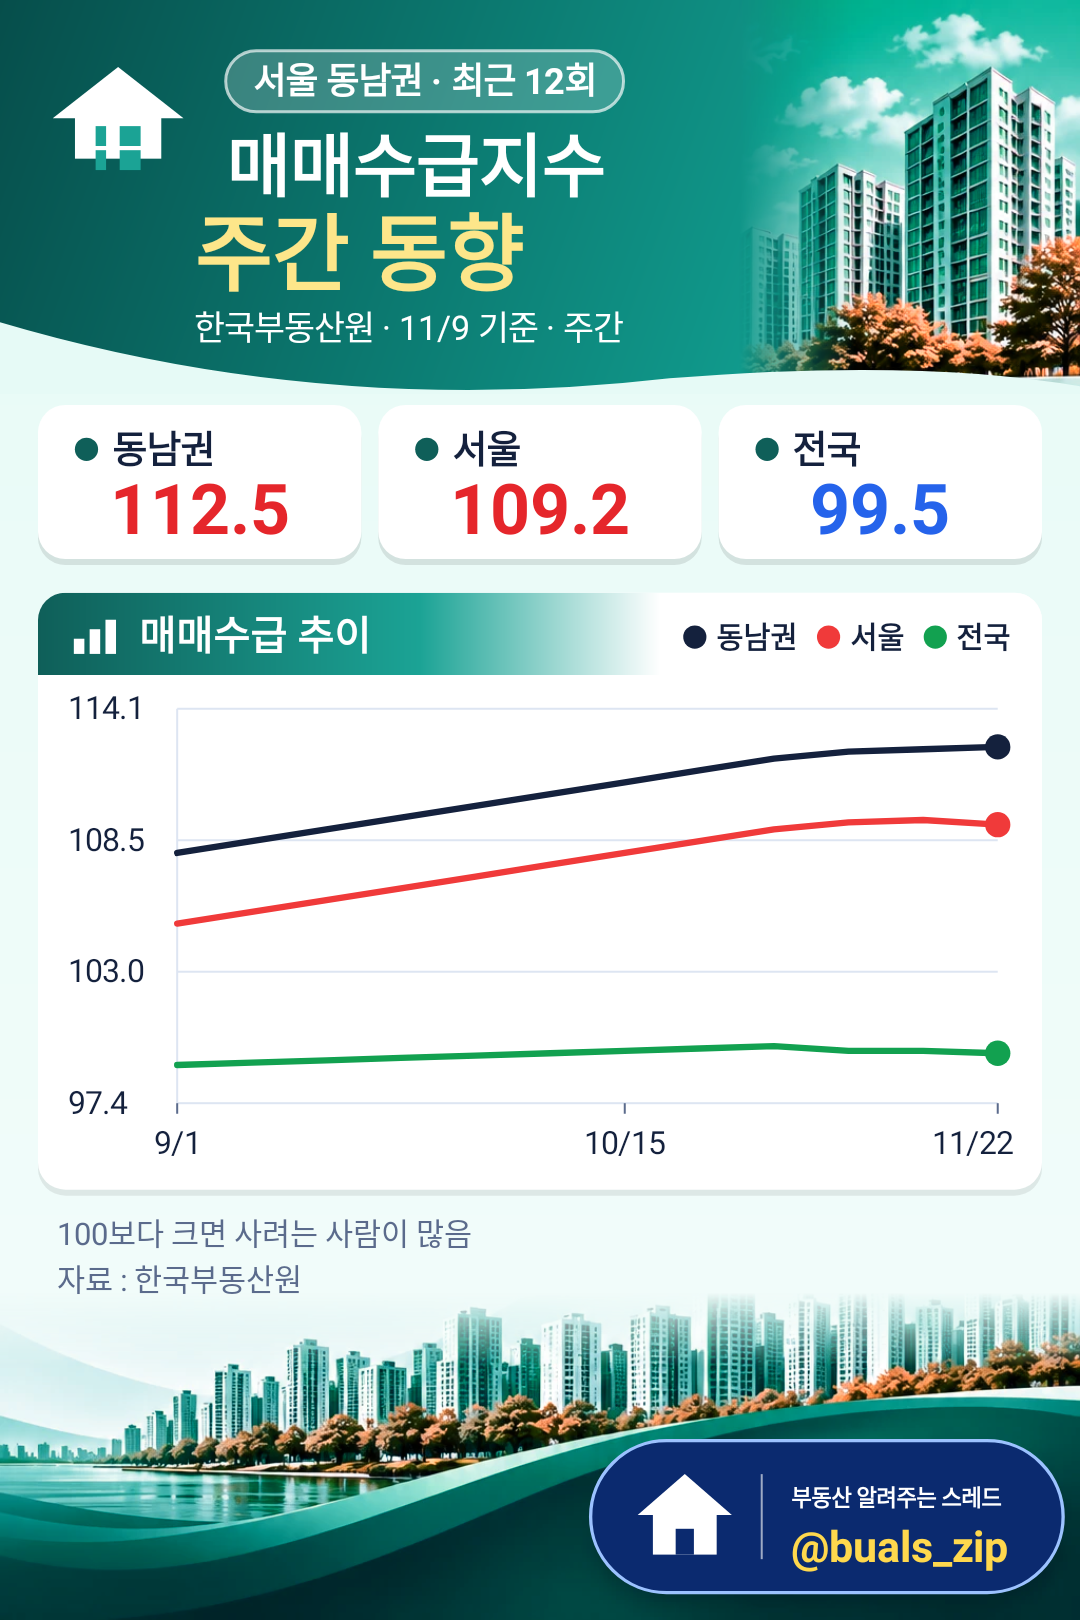 서울 동남권 · 최근 12회
매매수급지수
주간 동향
한국부동산원 · 11/9 기준 · 주간
동남권
112.5
서울
109.2
전국
99.5
매매수급 추이
동남권 서울 전국
114.1
108.5
103.0
97.4
9/1 10/15 11/22
100보다 크면 사려는 사람이 많음
자료 : 한국부동산원
부동산 알려주는 스레드
@buals_zip